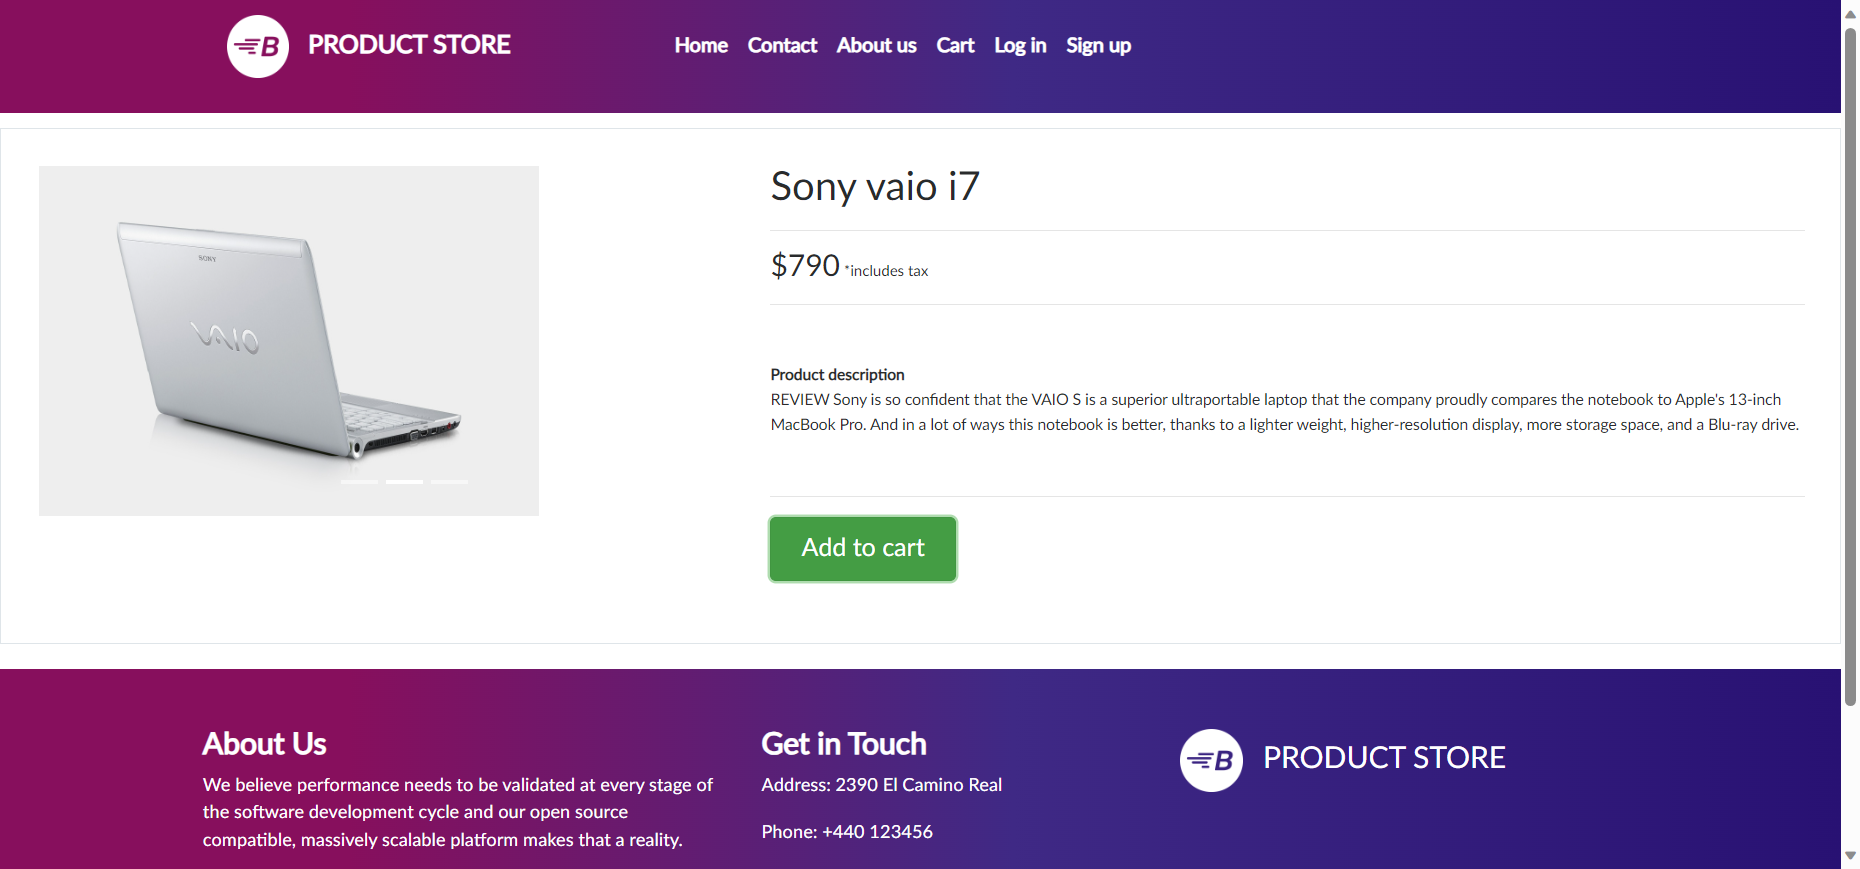 B PRODUCT STORE
Home Contact About us Cart Log in Sign up
SONY
VAIO
Sony vaio i7
$790 *includes tax
Product description
REVIEW Sony is so confident that the VAIO S is a superior ultraportable laptop that the company proudly compares the notebook to Apple's 13-inch
MacBook Pro. And in a lot of ways this notebook is better, thanks to a lighter weight, higher-resolution display, more storage space, and a Blu-ray drive.
Add to cart
About Us
We believe performance needs to be validated at every stage of
the software development cycle and our open source
compatible, massively scalable platform makes that a reality.
Get in Touch
Address: 2390 El Camino Real
Phone: +440 123456
B PRODUCT STORE